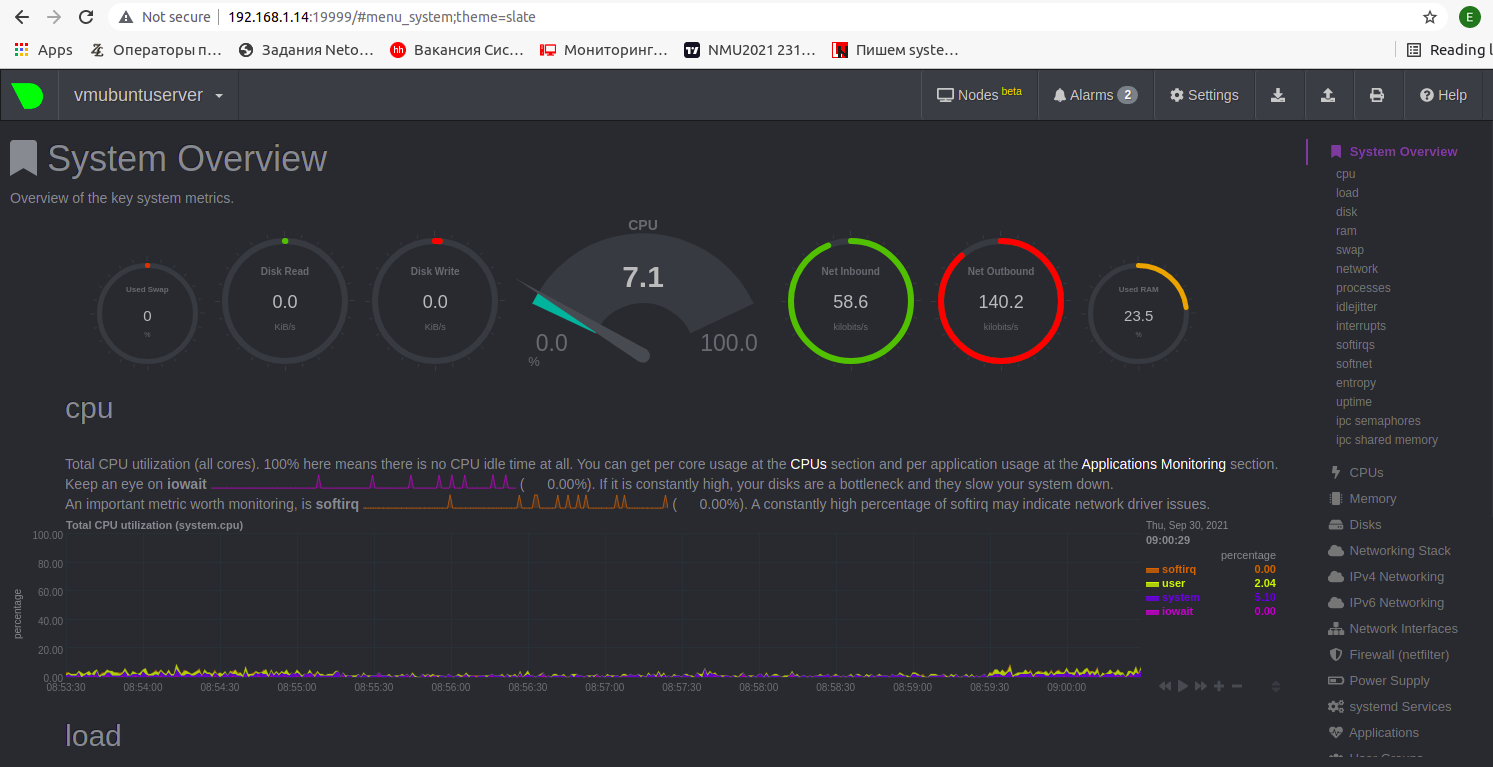 Not secure 192.168.1.14:19999/#menu_system;theme=slate E
Apps Операторы п... Задания Neto... hh Вакансия Сис... Мониторинг... NMU2021 231... Пишем syste... Reading l
vmubuntuserver Nodes beta Alarms 2 Settings Help
System Overview
Overview of the key system metrics.
Used Swap
0
%
Disk Read
0.0
KiB/s
Disk Write
0.0
KiB/s
CPU
7.1
0.0 100.0
%
Net Inbound
58.6
kilobits/s
Net Outbound
140.2
kilobits/s
Used RAM
23.5
%
cpu
Total CPU utilization (all cores). 100% here means there is no CPU idle time at all. You can get per core usage at the CPUs section and per application usage at the Applications Monitoring section.
Keep an eye on iowait ( 0.00%). If it is constantly high, your disks are a bottleneck and they slow your system down.
An important metric worth monitoring, is softirq ( 0.00%). A constantly high percentage of softirq may indicate network driver issues.
Total CPU utilization (system.cpu)
percentage
100.00
80.00
60.00
40.00
20.00
0.00
08:53:30 08:54:00 08:54:30 08:55:00 08:55:30 08:56:00 08:56:30 08:57:00 08:57:30 08:58:00 08:58:30 08:59:00 08:59:30 09:00:00
Thu, Sep 30, 2021
09:00:29
percentage
softirq 0.00
user 2.04
system 5.10
iowait 0.00
load
System Overview
cpu
load
disk
ram
swap
network
processes
idlejitter
interrupts
softirqs
softnet
entropy
uptime
ipc semaphores
ipc shared memory
CPUs
Memory
Disks
Networking Stack
IPv4 Networking
IPv6 Networking
Network Interfaces
Firewall (netfilter)
Power Supply
systemd Services
Applications
User Groups